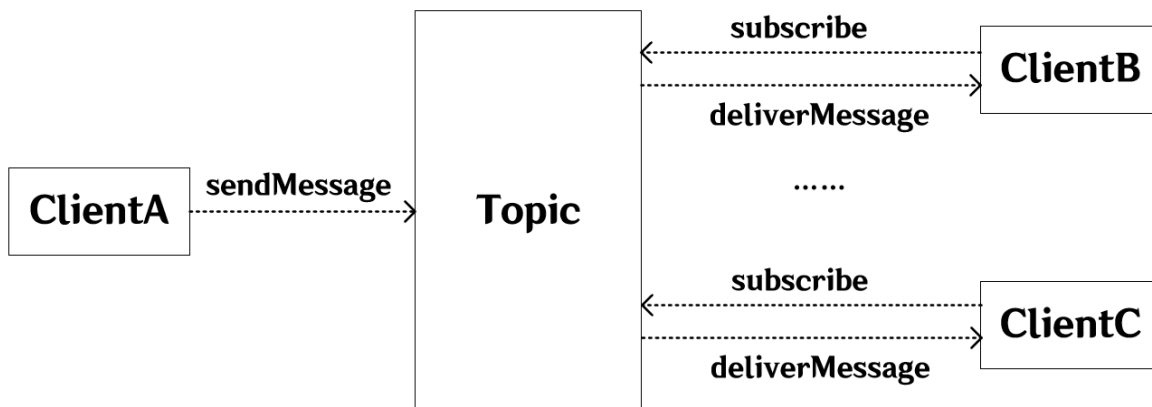 subscribe
ClientB
deliverMessage
ClientA
sendMessage
Topic
......
subscribe
ClientC
deliverMessage